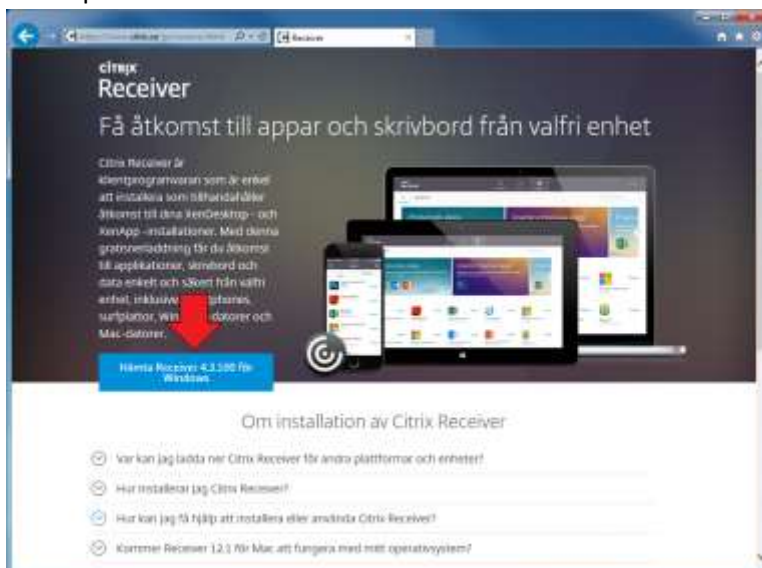 Receiver
citrix
Receiver
Få åtkomst till appar och skrivbord från valfri enhet
Citrix Receiver är
klientprogramvaran som är enkel
att installera som tillhandahåller
åtkomst till dina XenDesktop - och
XenApp -installationer. Med denna
gratisnerladdning får du åtkomst
till applikationer, skrivbord och
data enkelt och säkert från valfri
enhet, inklusive
surfplattor, -datorer och
Mac-datorer.
Hämta Receiver 4.3.100 för
Windows
Om installation av Citrix Receiver
Var kan jag ladda ner Citrix Receiver för andra plattformar och enheter?
Hur installerar jag Citrix Receiver?
Hur kan jag få hjälp att installera eller använda Citrix Receiver?
Kommer Receiver 12.1 för Mac att fungera med mitt operativsystem?